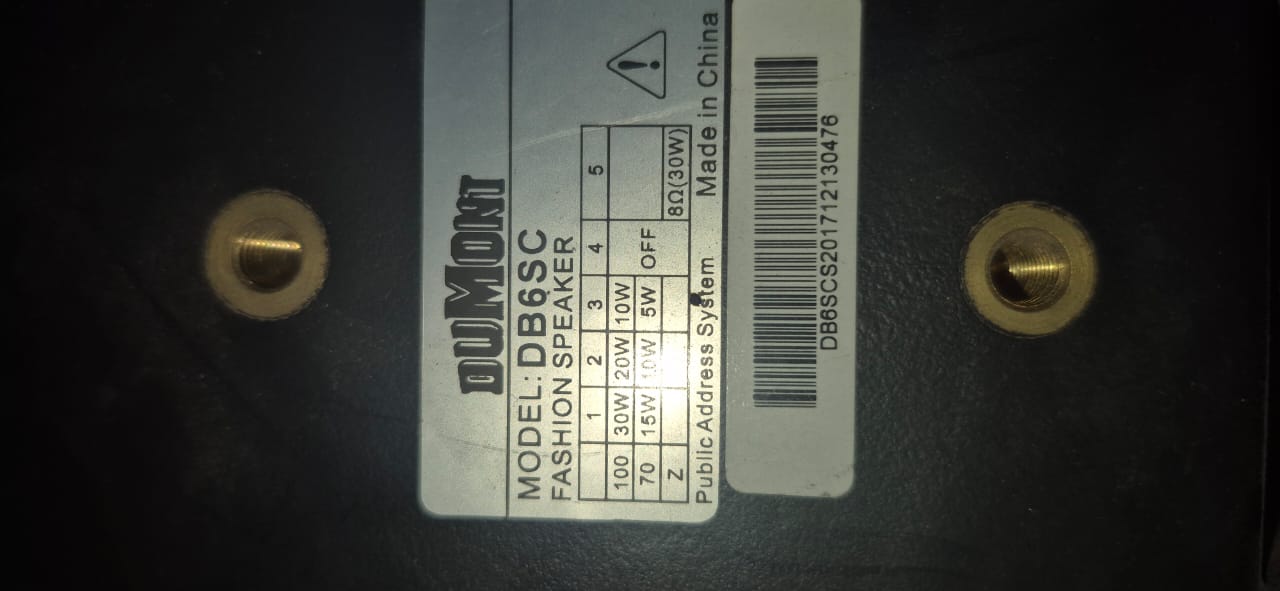 DUMONT
MODEL: DB6SC
FASHION SPEAKER
1 2 3 4 5
100 30W 20W 10W OFF
70 15W 10W 5W
Z 8Ω(30W)
Public Address System Made in China
DB6SCS201712130476